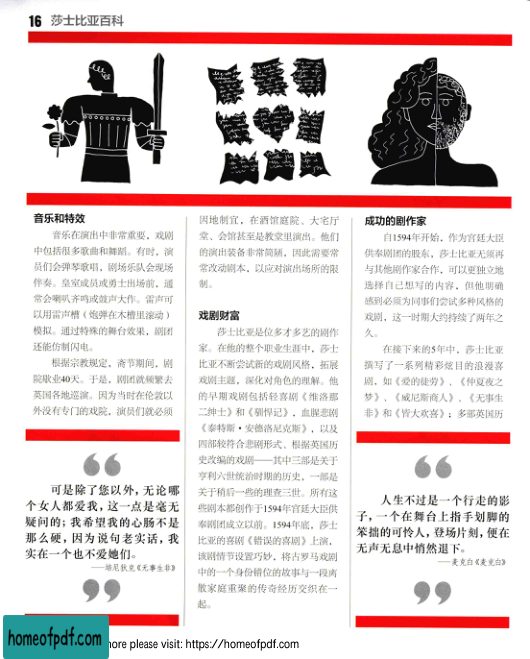 16 莎士比亚百科
音乐和特效
音乐在演出中非常重要，戏剧
中包括很多歌曲和舞蹈。有时，演
员们会弹琴歌唱，剧场乐队会现场
伴奏。皇室成员或勇士出场前，通
常会喇叭齐鸣或鼓声大作。雷声可
以用雷声槽（炮弹在木槽里滚动）
模拟。通过特殊的舞台效果，剧团
还能仿制闪电。
根据宗教规定，斋节期间，剧
院歇业40天。于是，剧团就频繁去
英国各地巡演。因为当时在伦敦以
外没有专门的戏院，演员们就必须
可是除了您以外，无论哪
个女人都爱我，这一点是毫无
疑问的；我希望我的心肠不是
那么硬，因为说句老实话，我
实在一个也不爱她们。
——培尼狄克《无事生非》
因地制宜，在酒馆庭院、大宅厅
堂、会馆甚至是教堂里演出。他们
的演出装备非常简陋，因此需要常
常改动剧本，以应对演出场所的限
制。
戏剧财富
莎士比亚是位多才多艺的剧作
家。在他的整个职业生涯中，莎士
比亚不断尝试新的戏剧风格，拓展
戏剧主题，深化对角色的理解。他
的早期戏剧包括轻喜剧《维洛那
二绅士》和《驯悍记》，血腥悲剧
《泰特斯·安德洛尼克斯》，以及
四部较符合悲剧形式、根据英国历
史改编的戏剧——其中三部是关于
亨利六世统治时期的历史，一部是
关于稍后一些的理查三世。所有这
些剧本都创作于1594年宫廷大臣供
奉剧团成立以前。1594年底，莎士
比亚的喜剧《错误的喜剧》上演，
该剧情节设置巧妙，将古罗马戏剧
中的一个身份错位的故事与一段离
散家庭重聚的传奇经历交织在一
起。
成功的剧作家
自1594年开始，作为宫廷大臣
供奉剧团的股东，莎士比亚无须再
与其他剧作家合作，可以更独立地
选择自己想写的内容，但他明确
感到必须为同事们尝试多种风格的
戏剧，这一时期大约持续了两年之
久。
在接下来的5年中，莎士比亚
撰写了一系列精彩炫目的浪漫喜
剧，如《爱的徒劳》、《仲夏夜之
梦》、《威尼斯商人》、《无事生
非》和《皆大欢喜》；多部英国历
人生不过是一个行走的影
子，一个在舞台上指手划脚的
笨拙的可怜人，登场片刻，便在
无声无息中悄然退下。
——麦克白《麦克白》
homeofpdf.com
more please visit: https://homeofpdf.com